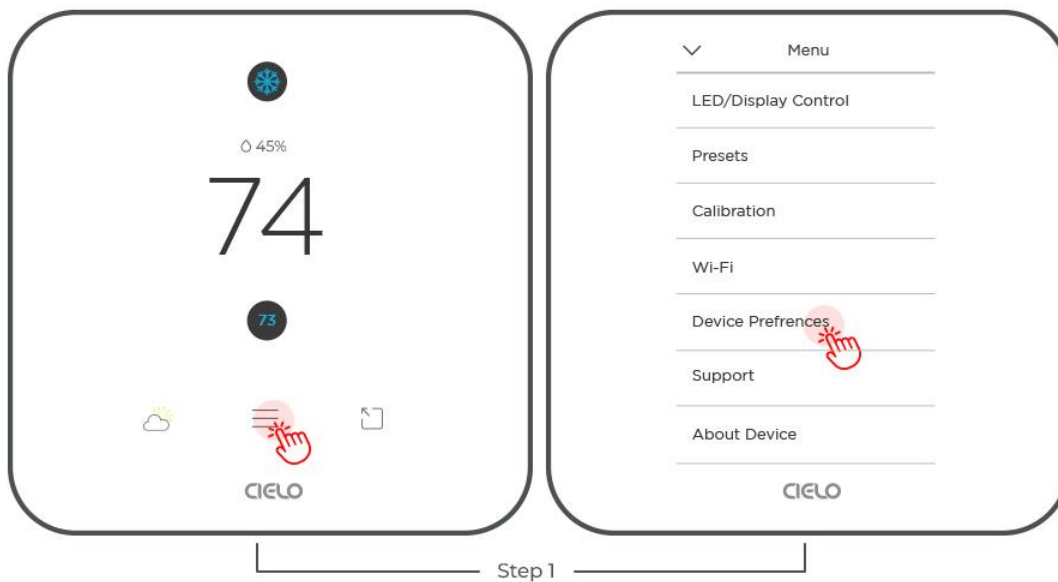 45%
74
73
CIELO
Menu
LED/Display Control
Presets
Calibration
Wi-Fi
Device Prefrences
Support
About Device
CIELO
Step 1